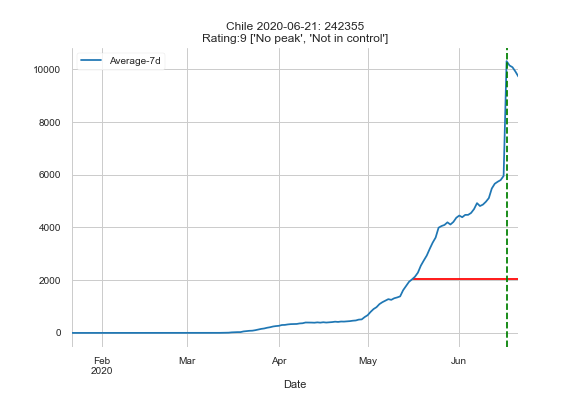 Chile 2020-06-21: 242355
Rating:9 ['No peak', 'Not in control']
Average-7d
10000
8000
6000
4000
2000
0
Feb
2020
Mar
Apr
May
Jun
Date